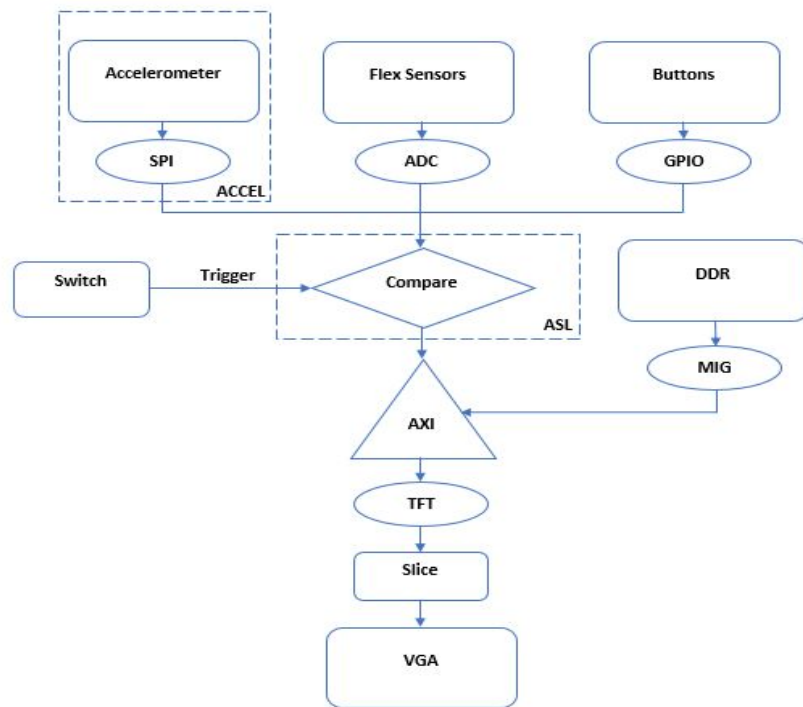 Accelerometer
Flex Sensors
Buttons
SPI
ADC
GPIO
ACCEL
Switch
Trigger
Compare
DDR
ASL
MIG
AXI
TFT
Slice
VGA